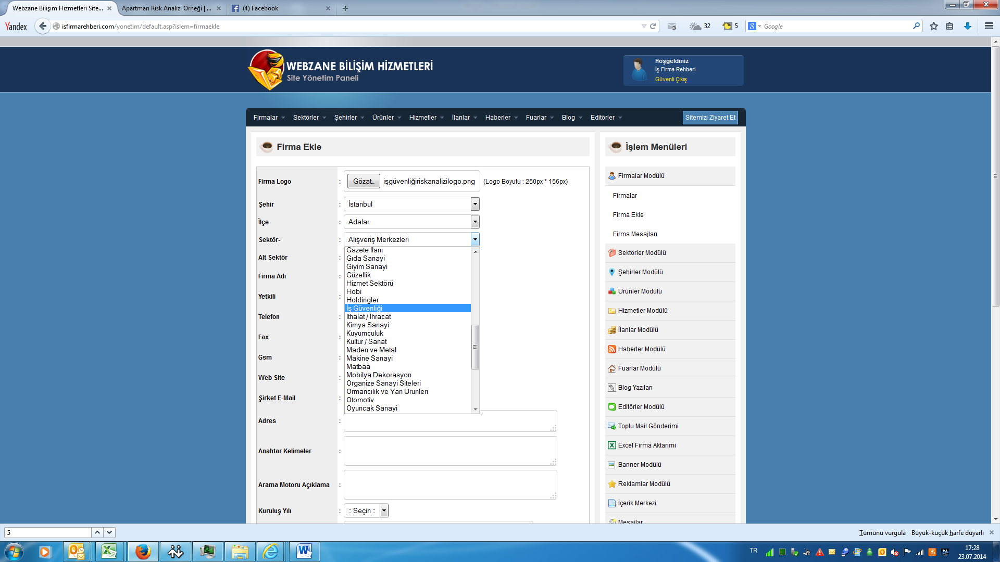 Webzane Bilişim Hizmetleri Site...
Apartman Risk Analizi Örneği | ...
(4) Facebook
Yandex
isfirmarehberi.com/yonetim/default.asp?islem=firmaekle
32
5
Google
WEBZANE BİLİŞİM HİZMETLERİ
Site Yönetim Paneli
Hoşgeldiniz
İş Firma Rehberi
Güvenli Çıkış
Firmalar
Sektörler
Şehirler
Ürünler
Hizmetler
İlanlar
Haberler
Fuarlar
Blog
Editörler
Sitemizi Ziyaret Et
Firma Ekle
Firma Logo
:
Gözat..
işgüvenliğiriskanalizilogo.png
(Logo Boyutu : 250px * 156px)
Şehir
:
İstanbul
İlçe
:
Adalar
Sektör-
:
Alışveriş Merkezleri
Gazete İlanı
Gıda Sanayi
Giyim Sanayi
Güzellik
Hizmet Sektörü
Hobi
Holdingler
İş Güvenliği
İthalat / İhracat
Kimya Sanayi
Kuyumculuk
Kültür / Sanat
Maden ve Metal
Makine Sanayi
Matbaa
Mobilya Dekorasyon
Organize Sanayi Siteleri
Ormancılık ve Yan Ürünleri
Otomotiv
Oyuncak Sanayi
Alt Sektör
:
Firma Adı
:
Yetkili
:
Telefon
:
Fax
:
Gsm
:
Web Site
:
Şirket E-Mail
:
Adres
:
Anahtar Kelimeler
:
Arama Motoru Açıklama
:
Kuruluş Yılı
:
:: Seçin ::
İşlem Menüleri
Firmalar Modülü
Firmalar
Firma Ekle
Firma Mesajları
Sektörler Modülü
Şehirler Modülü
Ürünler Modülü
Hizmetler Modülü
İlanlar Modülü
Haberler Modülü
Fuarlar Modülü
Blog Yazıları
Editörler Modülü
Toplu Mail Gönderimi
Excel Firma Aktarımı
Banner Modülü
Reklamlar Modülü
İçerik Merkezi
Mesajlar
5
Tümünü vurgula
Büyük-küçük harfe duyarlı
TR
17:28
23.07.2014